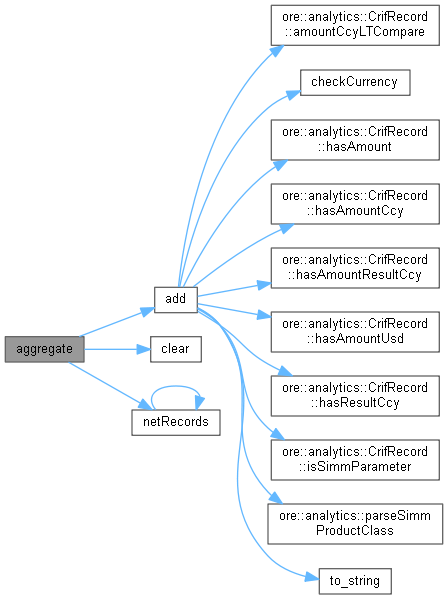 aggregate
add
clear
netRecords
ore::analytics::CrifRecord
::amountCcyLTCompare
checkCurrency
ore::analytics::CrifRecord
::hasAmount
ore::analytics::CrifRecord
::hasAmountCcy
ore::analytics::CrifRecord
::hasAmountResultCcy
ore::analytics::CrifRecord
::hasAmountUsd
ore::analytics::CrifRecord
::hasResultCcy
ore::analytics::CrifRecord
::isSimmParameter
ore::analytics::parseSimm
ProductClass
to_string